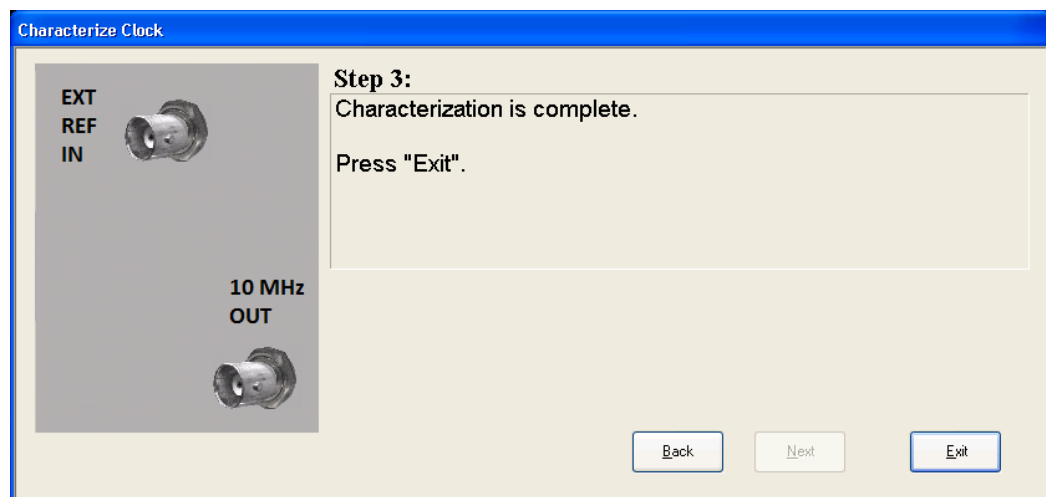 Characterize Clock
EXT
REF
IN
10 MHz
OUT
Step 3:
Characterization is complete.
Press "Exit".
Back
Next
Exit